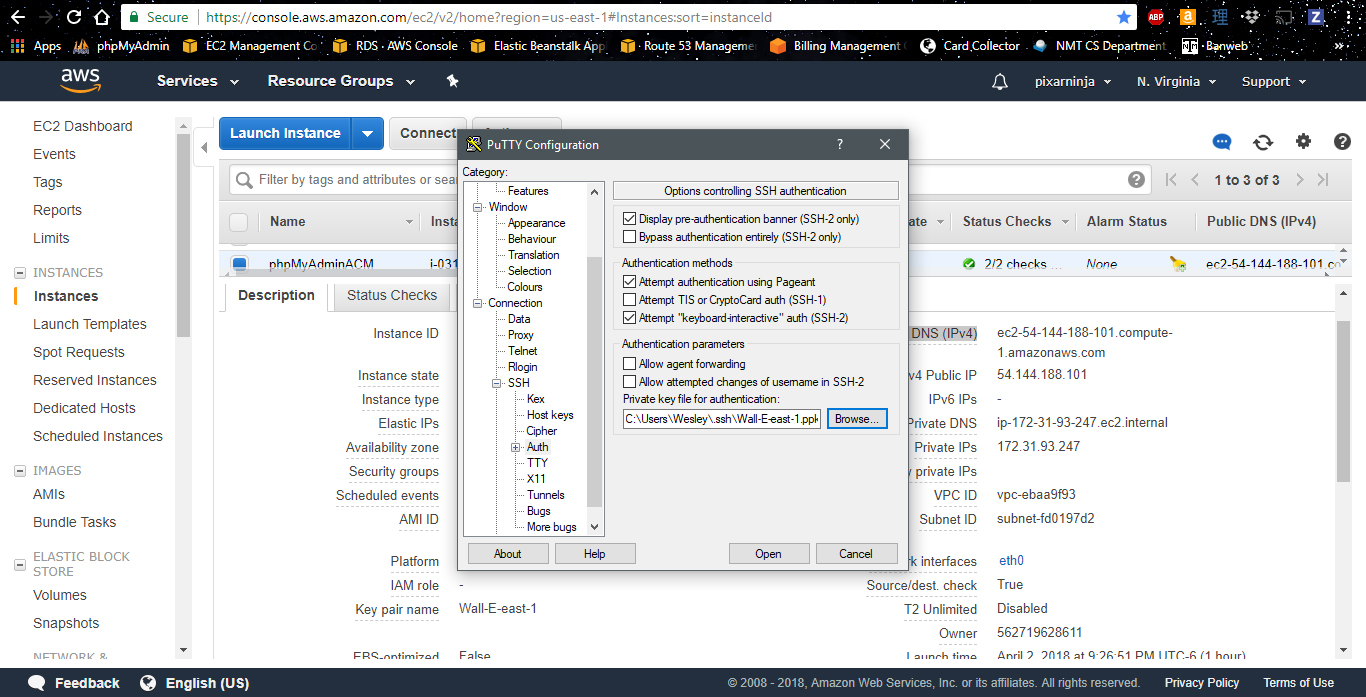 Secure https://console.aws.amazon.com/ec2/v2/home?region=us-east-1#Instances:sort=instanceId
ABP
Apps phpMyAdmin EC2 Management Co RDS - AWS Console Elastic Beanstalk App Route 53 Manageme Billing Management Card Collector NMT CS Department Banweb
aws Services Resource Groups pixarninja N. Virginia Support
EC2 Dashboard
Events
Tags
Reports
Limits
INSTANCES
Instances
Launch Templates
Spot Requests
Reserved Instances
Dedicated Hosts
Scheduled Instances
IMAGES
AMIs
Bundle Tasks
ELASTIC BLOCK
STORE
Volumes
Snapshots
NETWORK &
Launch Instance Connect
Filter by tags and attributes or sear
1 to 3 of 3
Name Insta ate Status Checks Alarm Status Public DNS (IPv4)
phpMyAdminACM i-031 2/2 checks ... None ec2-54-144-188-101.co
Description Status Checks
Instance ID
Instance state
Instance type
Elastic IPs
Availability zone
Security groups
Scheduled events
AMI ID
Platform
IAM role -
Key pair name Wall-E-east-1
EBS-optimized False
DNS (IPv4) ec2-54-144-188-101.compute-
1.amazonaws.com
v4 Public IP 54.144.188.101
IPv6 IPs -
Private DNS ip-172-31-93-247.ec2.internal
Private IPs 172.31.93.247
y private IPs
VPC ID vpc-ebaa9f93
Subnet ID subnet-fd0197d2
rk interfaces eth0
Source/dest. check True
T2 Unlimited Disabled
Owner 562719628611
Launch time April 2, 2018 at 9:26:51 PM UTC-6 (1 hour)
PuTTY Configuration
?
Category:
Features
Window
Appearance
Behaviour
Translation
Selection
Colours
Connection
Data
Proxy
Telnet
Rlogin
SSH
Kex
Host keys
Cipher
Auth
TTY
X11
Tunnels
Bugs
More bugs
Options controlling SSH authentication
Display pre-authentication banner (SSH-2 only)
Bypass authentication entirely (SSH-2 only)
Authentication methods
Attempt authentication using Pageant
Attempt TIS or CryptoCard auth (SSH-1)
Attempt "keyboard-interactive" auth (SSH-2)
Authentication parameters
Allow agent forwarding
Allow attempted changes of username in SSH-2
Private key file for authentication:
C:\Users\Wesley\.ssh\Wall-E-east-1.ppk Browse...
About Help Open Cancel
Feedback English (US) © 2008 - 2018, Amazon Web Services, Inc. or its affiliates. All rights reserved. Privacy Policy Terms of Use